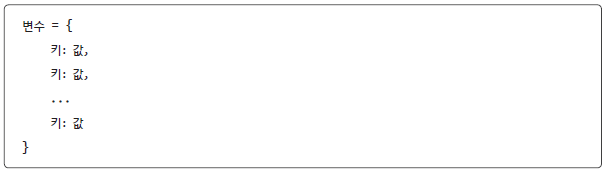 변수 = {
키: 값,
키: 값,
...
키: 값
}